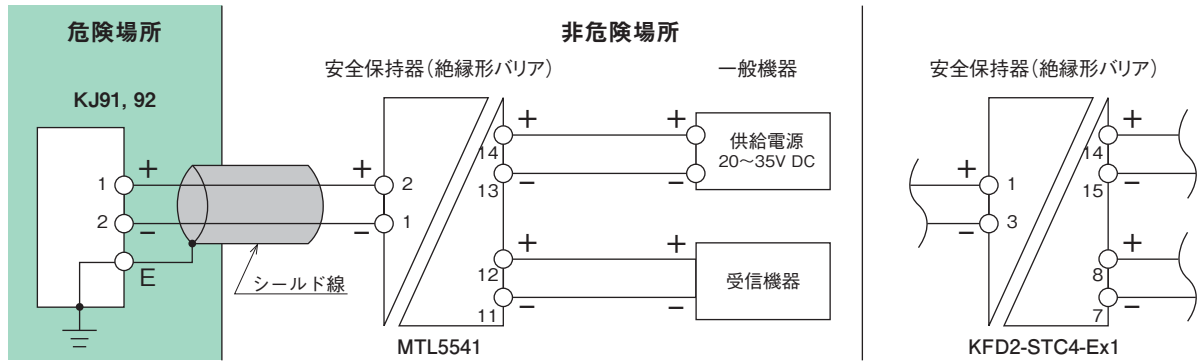 危険場所
非危険場所
安全保持器(絶縁形バリア)
一般機器
安全保持器(絶縁形バリア)
KJ91, 92
+
+
+
+
+
14
供給電源
20~35V DC
14
1
2
1
13
−
−
15
−
2
−
−
1
3
−
+
+
+
E
12
8
シールド線
受信機器
11
−
−
7
−
MTL5541
KFD2-STC4-Ex1